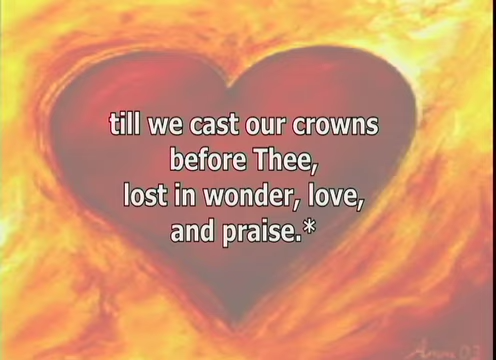 till we cast our crowns
before Thee,
lost in wonder, love,
and praise.*